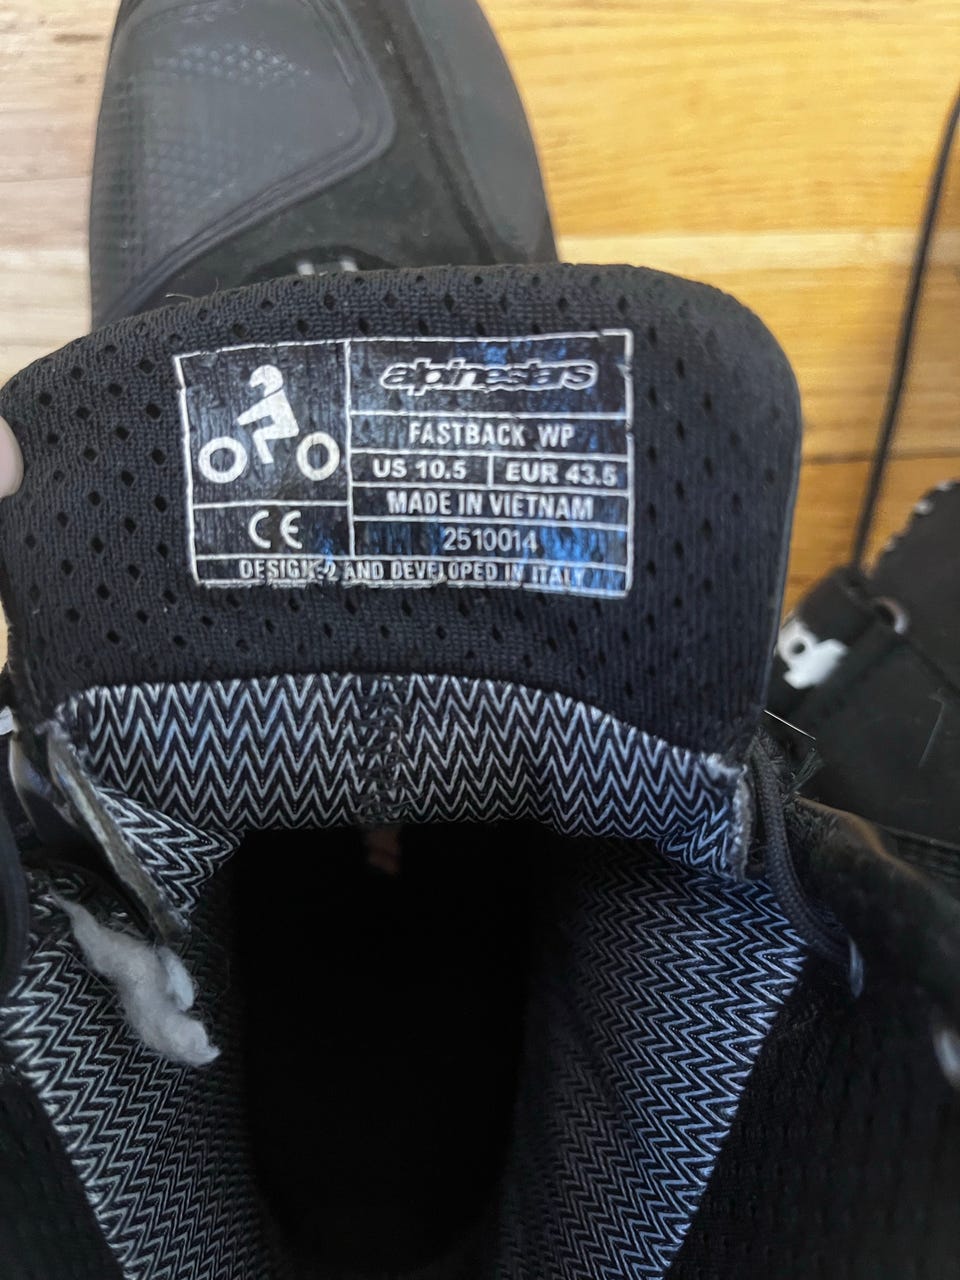 alpinestars
FASTBACK WP
US 10.5 EUR 43.5
MADE IN VIETNAM
CE
2510014
DESIGNED AND DEVELOPED IN ITALY